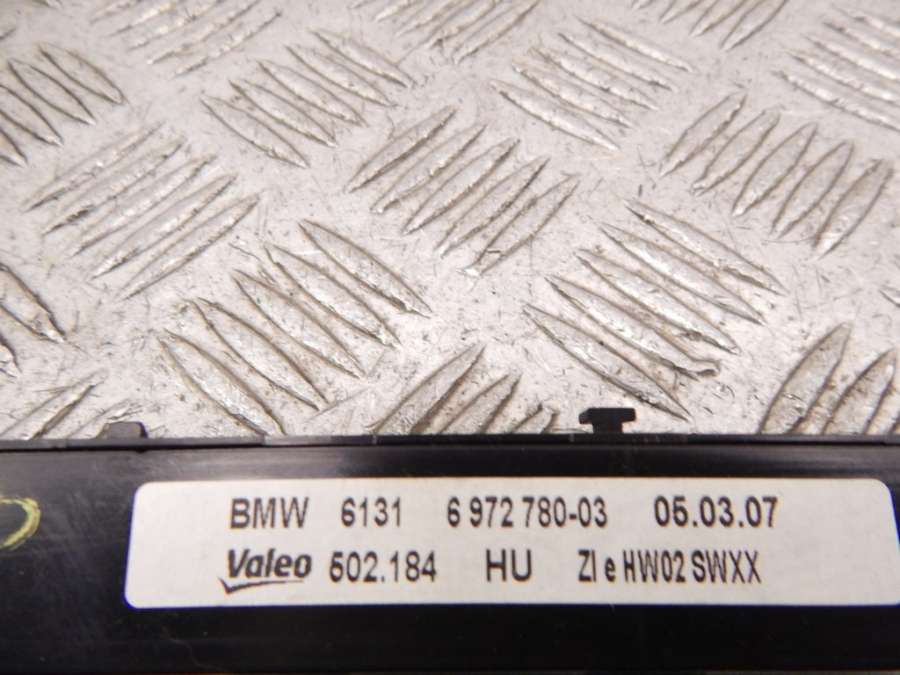 BMW 6131 6 972 780-03 05.03.07
Valeo 502.184 HU ZI e HW02 SWXX